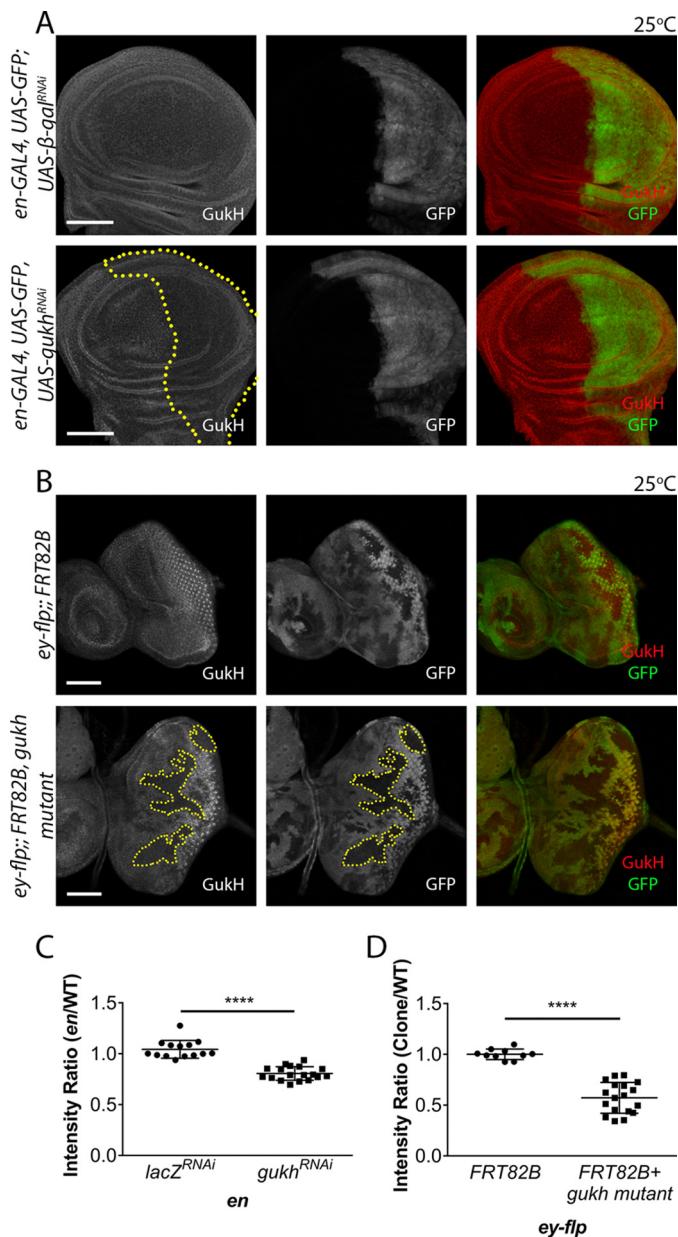 A
25°C
en-GAL4, UAS-GFP;
UAS-β-gal^RNAi
GukH
GFP
GukH
GFP
en-GAL4, UAS-GFP,
UAS-gukh^RNAi
GukH
GFP
GukH
GFP
B
25°C
ey-flp;; FRT82B
GukH
GFP
GukH
GFP
ey-flp;; FRT82B, gukh
mutant
GukH
GFP
GukH
GFP
C
Intensity Ratio (en/WT)
1.5
1.0
0.5
0.0
****
lacZ^RNAi
gukh^RNAi
en
D
Intensity Ratio (Clone/WT)
1.5
1.0
0.5
0.0
****
FRT82B
FRT82B+
gukh mutant
ey-flp